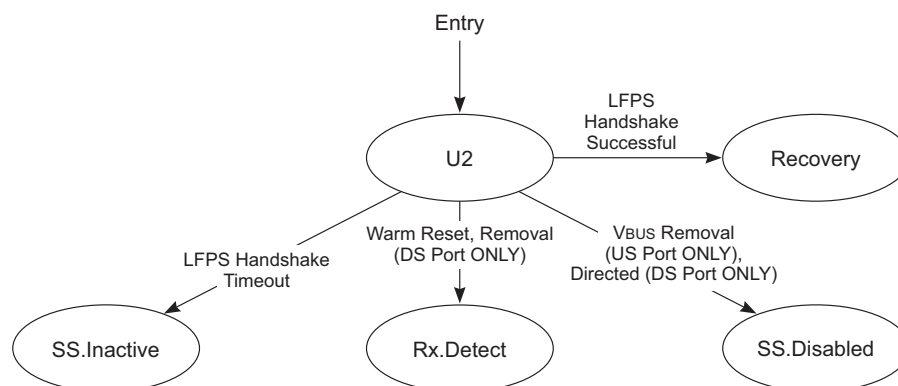 Entry
LFPS
Handshake
Successful
U2
Recovery
Warm Reset, Removal
(DS Port ONLY)
VBUS Removal
(US Port ONLY),
Directed (DS Port ONLY)
LFPS Handshake
Timeout
SS.Inactive
Rx.Detect
SS.Disabled